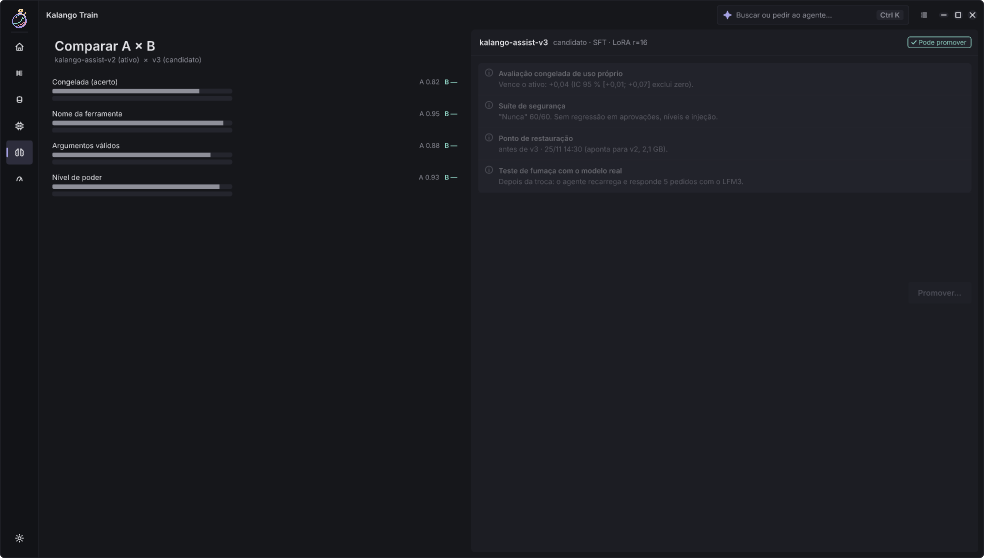 Kalango Train
Buscar ou pedir ao agente...
Ctrl K
Comparar A × B
kalango-assist-v2 (ativo) × v3 (candidato)
Congelada (acerto)
A 0.82 B —
Nome da ferramenta
A 0.95 B —
Argumentos válidos
A 0.88 B —
Nível de poder
A 0.93 B —
kalango-assist-v3 candidato · SFT · LoRA r=16
Pode promover
Avaliação congelada de uso próprio
Vence o ativo: +0,04 (IC 95 % [+0,01; +0,07] exclui zero).
Suíte de segurança
"Nunca" 60/60. Sem regressão em aprovações, níveis e injeção.
Ponto de restauração
antes de v3 · 25/11 14:30 (aponta para v2, 2,1 GB).
Teste de fumaça com o modelo real
Depois da troca: o agente recarrega e responde 5 pedidos com o LFM3.
Promover...